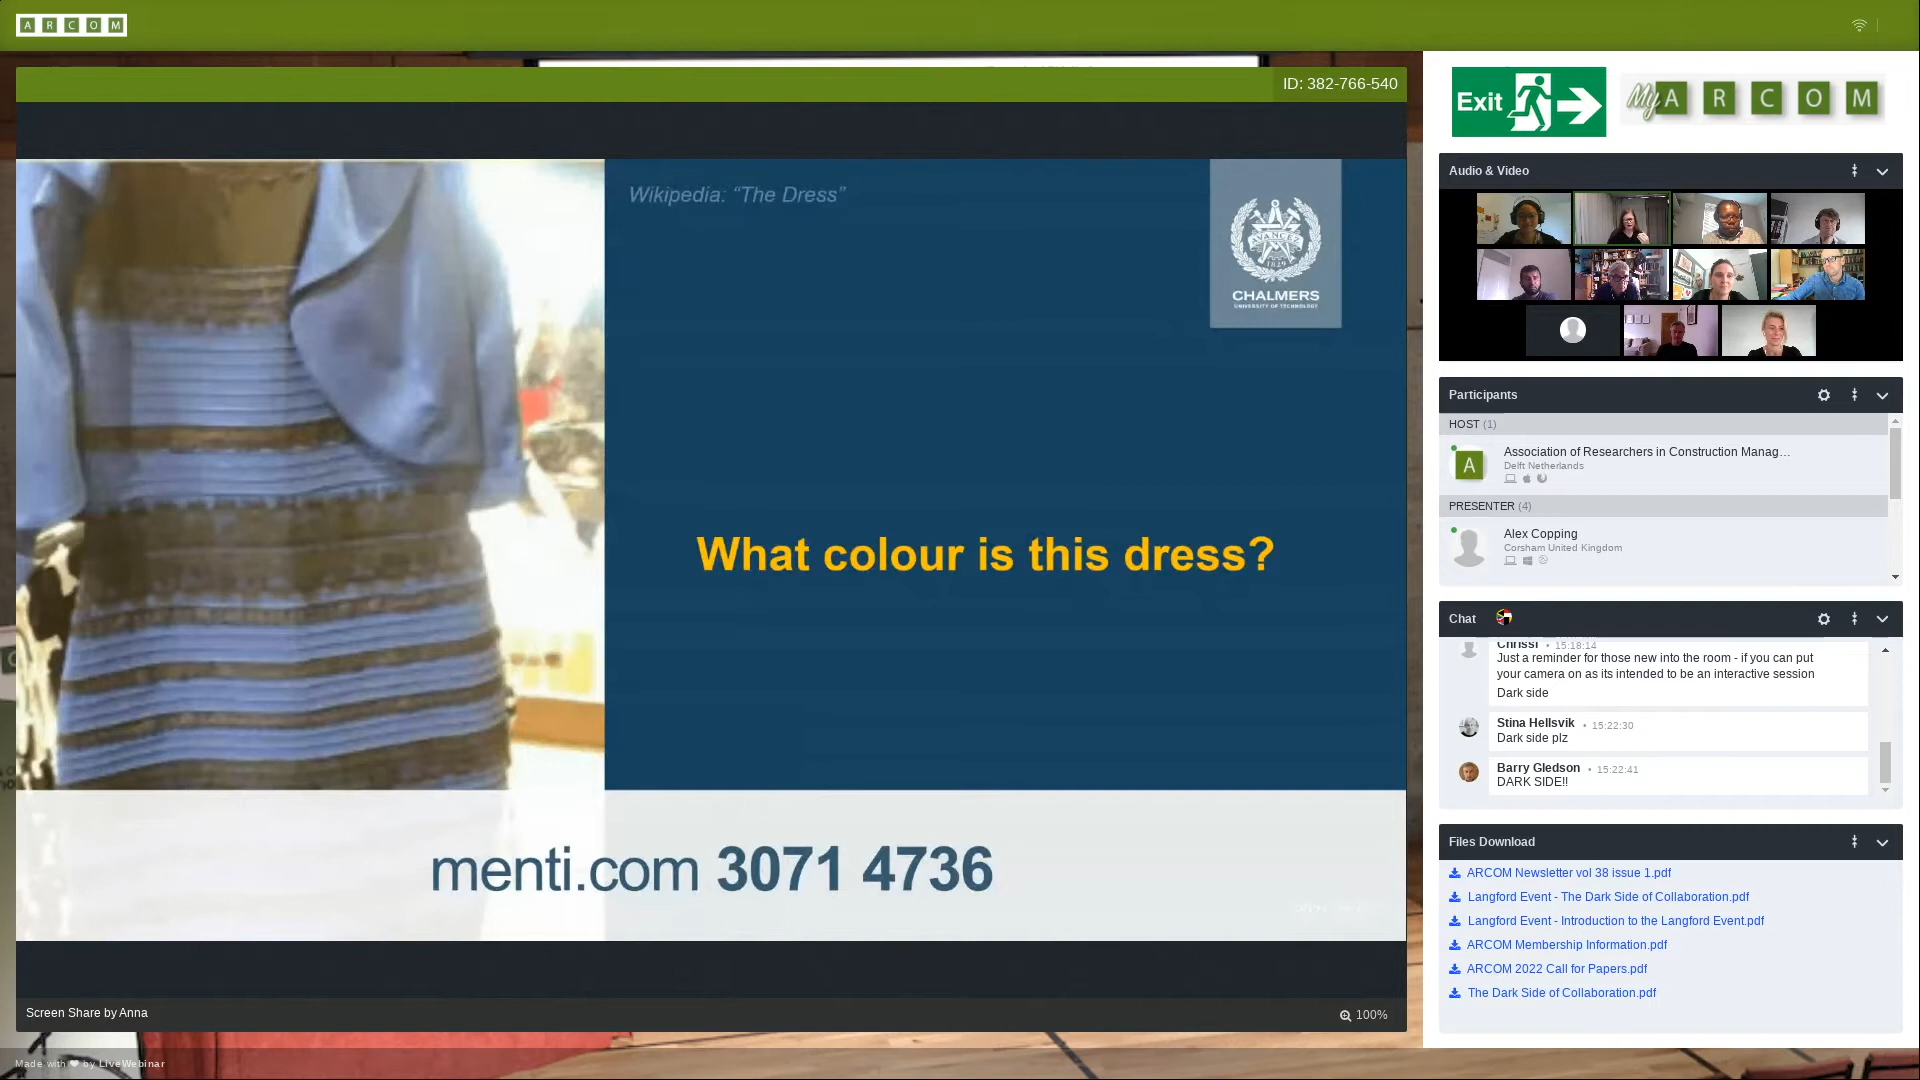 A R C O M
ID: 382-766-540
Wikipedia: “The Dress”
AVANCEZ
1829
CHALMERS
UNIVERSITY OF TECHNOLOGY
What colour is this dress?
menti.com 3071 4736
Screen Share by Anna
100%
Made with ❤ by LiveWebinar
Exit
My A R C O M
Audio & Video
Participants
HOST (1)
A
Association of Researchers in Construction Manag…
Delft Netherlands
PRESENTER (4)
Alex Copping
Corsham United Kingdom
Chat
Chrissi • 15:18:14
Just a reminder for those new into the room - if you can put
your camera on as its intended to be an interactive session
Dark side
Stina Hellsvik • 15:22:30
Dark side plz
Barry Gledson • 15:22:41
DARK SIDE!!
Files Download
ARCOM Newsletter vol 38 issue 1.pdf
Langford Event - The Dark Side of Collaboration.pdf
Langford Event - Introduction to the Langford Event.pdf
ARCOM Membership Information.pdf
ARCOM 2022 Call for Papers.pdf
The Dark Side of Collaboration.pdf